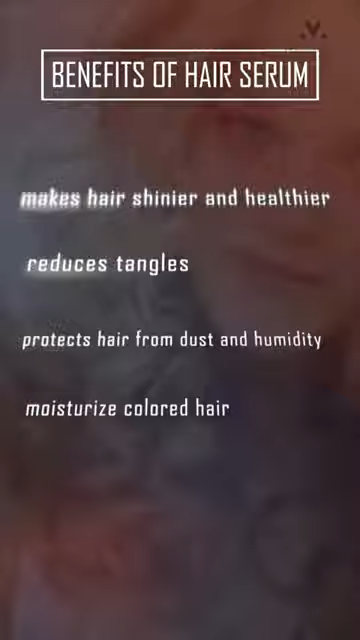 BENEFITS OF HAIR SERUM
makes hair shinier and healthier
reduces tangles
protects hair from dust and humidity
moisturize colored hair